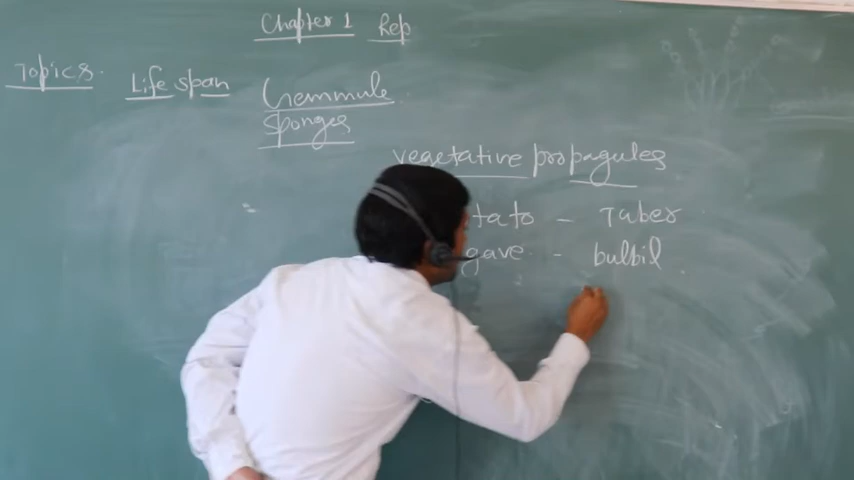 Chapter 1 Rep
Topics.
Life span
Gemmule
Sponges
vegetative propagules
tato - Tuber
gave - bulbil